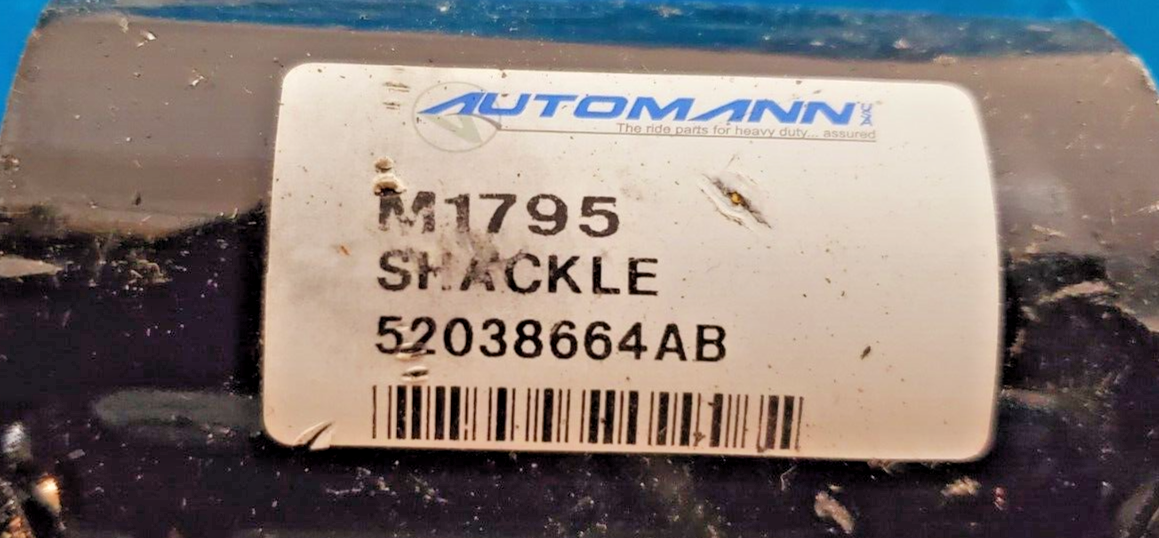 AUTOMANN USA
The ride parts for heavy duty... assured
M1795
SHACKLE
52038664AB